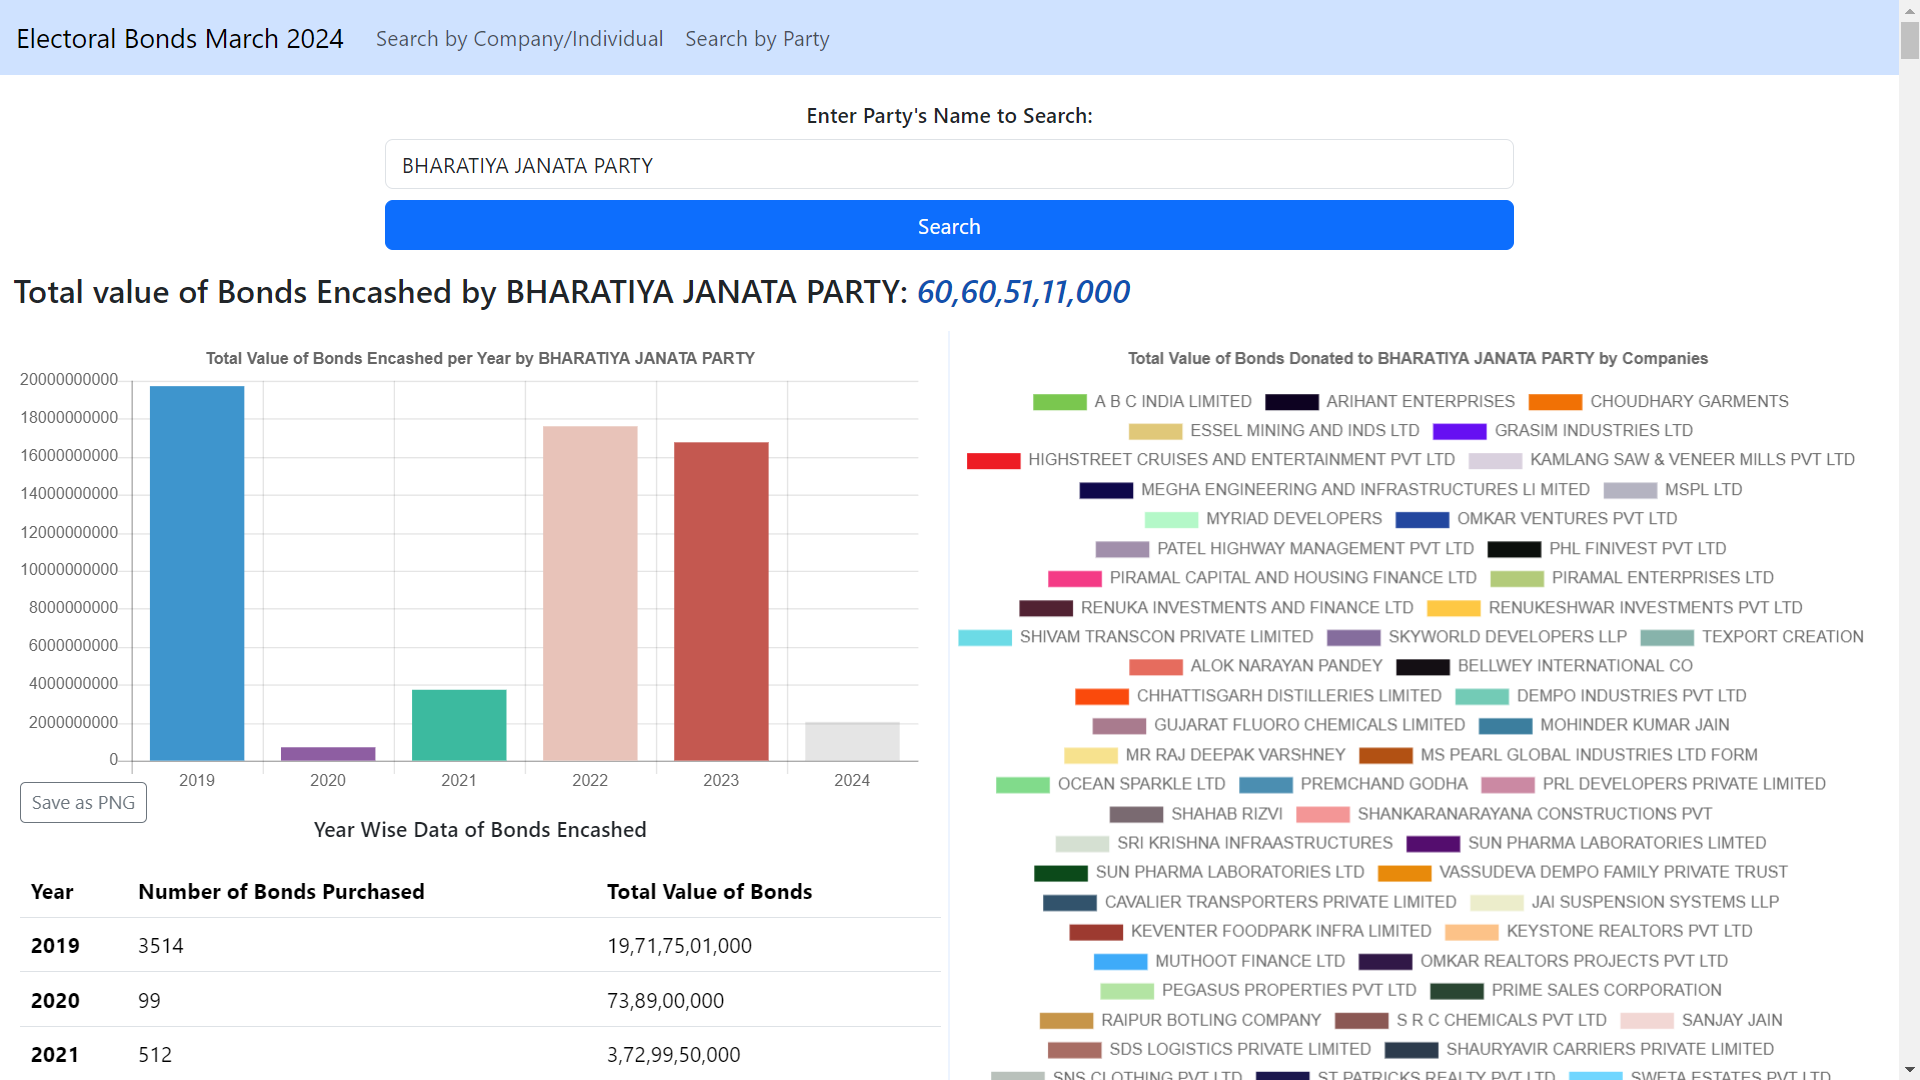 Electoral Bonds March 2024 Search by Company/Individual Search by Party
Enter Party's Name to Search:
BHARATIYA JANATA PARTY
Search
Total value of Bonds Encashed by BHARATIYA JANATA PARTY: 60,60,51,11,000
Total Value of Bonds Encashed per Year by BHARATIYA JANATA PARTY
20000000000
18000000000
16000000000
14000000000
12000000000
10000000000
8000000000
6000000000
4000000000
2000000000
0
2019 2020 2021 2022 2023 2024
Save as PNG
Year Wise Data of Bonds Encashed
Year Number of Bonds Purchased Total Value of Bonds
2019 3514 19,71,75,01,000
2020 99 73,89,00,000
2021 512 3,72,99,50,000
Total Value of Bonds Donated to BHARATIYA JANATA PARTY by Companies
A B C INDIA LIMITED ARIHANT ENTERPRISES CHOUDHARY GARMENTS
ESSEL MINING AND INDS LTD GRASIM INDUSTRIES LTD
HIGHSTREET CRUISES AND ENTERTAINMENT PVT LTD KAMLANG SAW & VENEER MILLS PVT LTD
MEGHA ENGINEERING AND INFRASTRUCTURES LI MITED MSPL LTD
MYRIAD DEVELOPERS OMKAR VENTURES PVT LTD
PATEL HIGHWAY MANAGEMENT PVT LTD PHL FINIVEST PVT LTD
PIRAMAL CAPITAL AND HOUSING FINANCE LTD PIRAMAL ENTERPRISES LTD
RENUKA INVESTMENTS AND FINANCE LTD RENUKESHWAR INVESTMENTS PVT LTD
SHIVAM TRANSCON PRIVATE LIMITED SKYWORLD DEVELOPERS LLP TEXPORT CREATION
ALOK NARAYAN PANDEY BELLWEY INTERNATIONAL CO
CHHATTISGARH DISTILLERIES LIMITED DEMPO INDUSTRIES PVT LTD
GUJARAT FLUORO CHEMICALS LIMITED MOHINDER KUMAR JAIN
MR RAJ DEEPAK VARSHNEY MS PEARL GLOBAL INDUSTRIES LTD FORM
OCEAN SPARKLE LTD PREMCHAND GODHA PRL DEVELOPERS PRIVATE LIMITED
SHAHAB RIZVI SHANKARANARAYANA CONSTRUCTIONS PVT
SRI KRISHNA INFRAASTRUCTURES SUN PHARMA LABORATORIES LIMTED
SUN PHARMA LABORATORIES LTD VASSUDEVA DEMPO FAMILY PRIVATE TRUST
CAVALIER TRANSPORTERS PRIVATE LIMITED JAI SUSPENSION SYSTEMS LLP
KEVENTER FOODPARK INFRA LIMITED KEYSTONE REALTORS PVT LTD
MUTHOOT FINANCE LTD OMKAR REALTORS PROJECTS PVT LTD
PEGASUS PROPERTIES PVT LTD PRIME SALES CORPORATION
RAIPUR BOTLING COMPANY S R C CHEMICALS PVT LTD SANJAY JAIN
SDS LOGISTICS PRIVATE LIMITED SHAURYAVIR CARRIERS PRIVATE LIMITED
SNS CLOTHING PVT LTD ST PATRICKS REALTY PVT LTD SWETA ESTATES PVT LTD